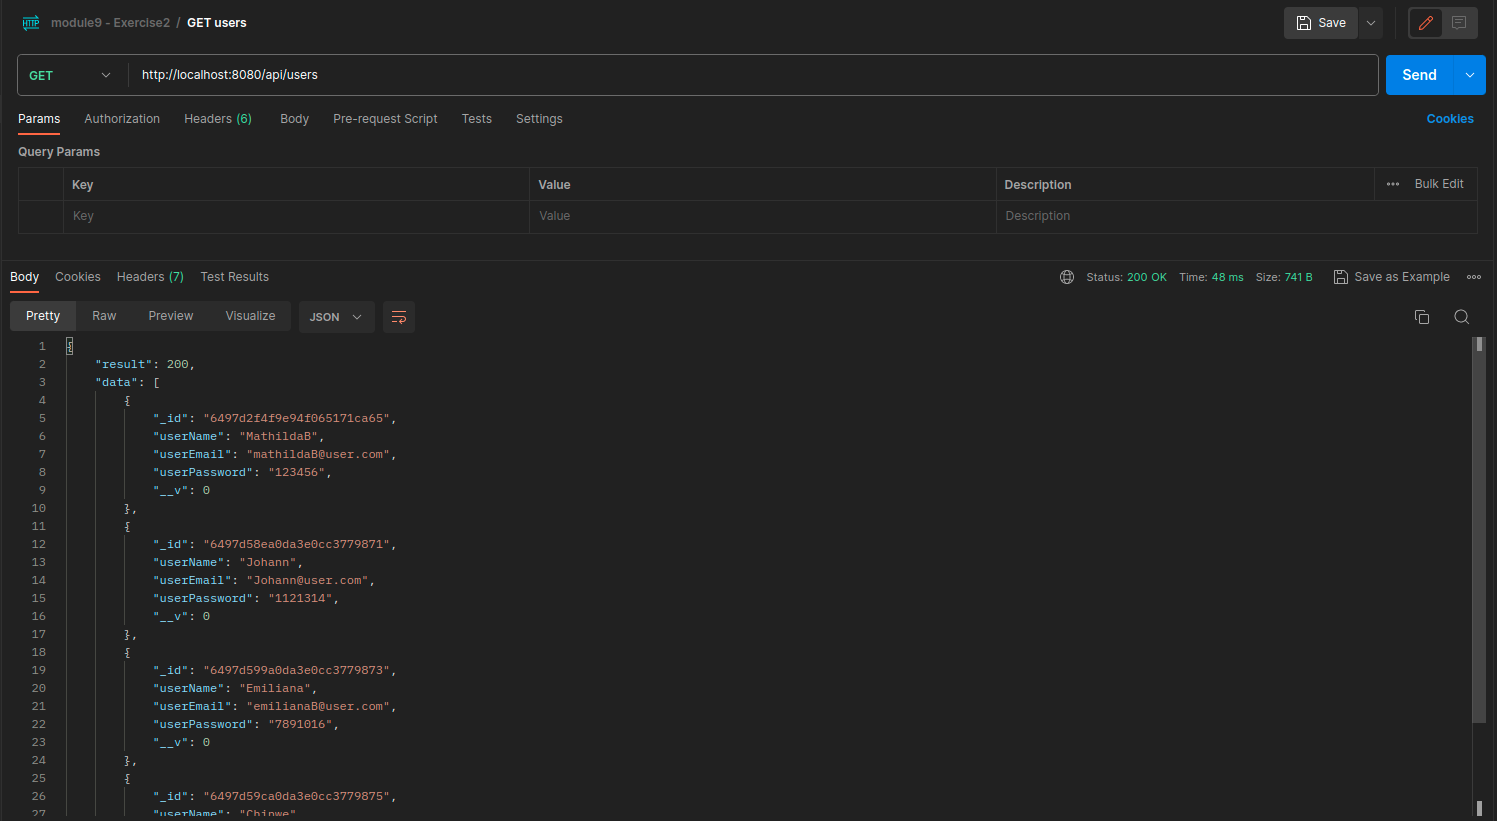 HTTP module9 - Exercise2 / GET users Save
GET http://localhost:8080/api/users Send
Params Authorization Headers (6) Body Pre-request Script Tests Settings Cookies
Query Params
Key Value Description ••• Bulk Edit
Key Value Description
Body Cookies Headers (7) Test Results Status: 200 OK Time: 48 ms Size: 741 B Save as Example
Pretty Raw Preview Visualize JSON
1 {
2 "result": 200,
3 "data": [
4 {
5 "_id": "6497d2f4f9e94f065171ca65",
6 "userName": "MathildaB",
7 "userEmail": "mathildaB@user.com",
8 "userPassword": "123456",
9 "__v": 0
10 },
11 {
12 "_id": "6497d58ea0da3e0cc3779871",
13 "userName": "Johann",
14 "userEmail": "Johann@user.com",
15 "userPassword": "1121314",
16 "__v": 0
17 },
18 {
19 "_id": "6497d599a0da3e0cc3779873",
20 "userName": "Emiliana",
21 "userEmail": "emilianaB@user.com",
22 "userPassword": "7891016",
23 "__v": 0
24 },
25 {
26 "_id": "6497d59ca0da3e0cc3779875",
27 "userName": "Chinwe"